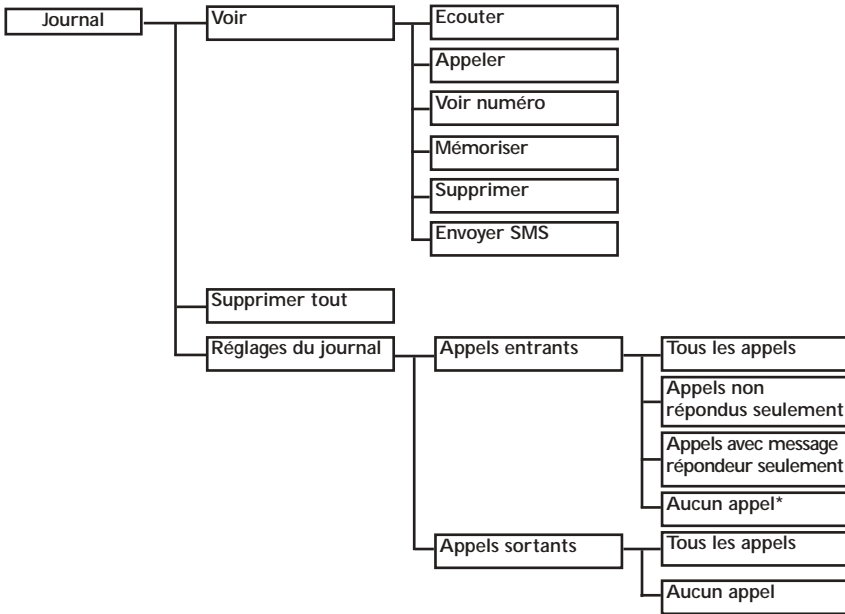 Journal
Voir
Ecouter
Appeler
Voir numéro
Mémoriser
Supprimer
Envoyer SMS
Supprimer tout
Réglages du journal
Appels entrants
Tous les appels
Appels non
répondus seulement
Appels avec message
répondeur seulement
Aucun appel*
Appels sortants
Tous les appels
Aucun appel